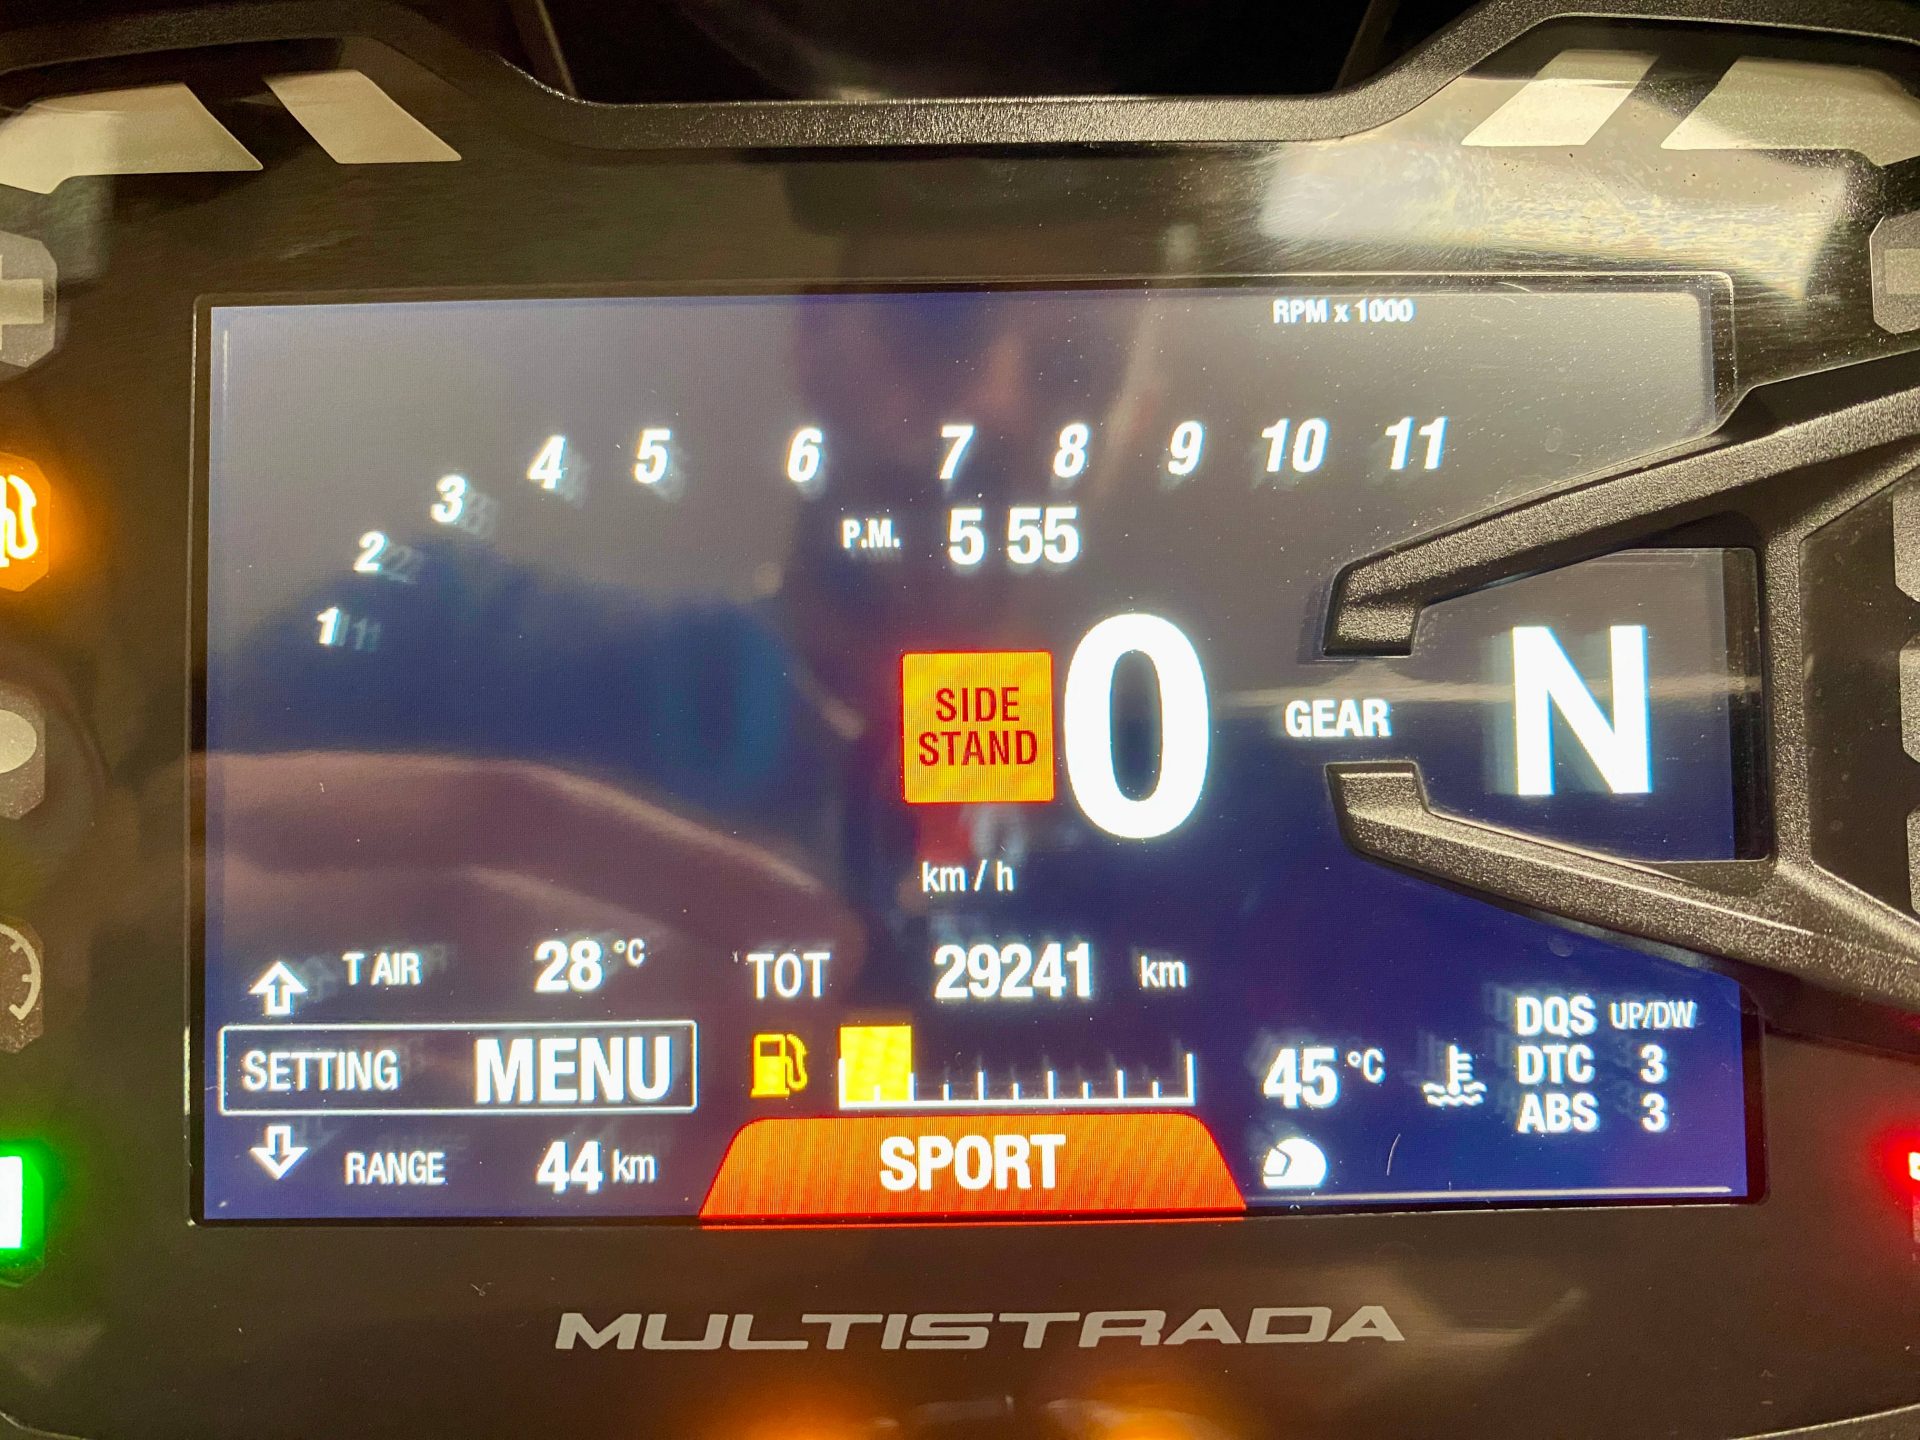 RPM x 1000
1 2 3 4 5 6 7 8 9 10 11
P.M. 5 55
SIDE
STAND
0
GEAR N
km / h
T AIR 28 °C
TOT 29241 km
SETTING MENU
45 °C
DQS UP/DW
DTC 3
ABS 3
RANGE 44 km
SPORT
MULTISTRADA